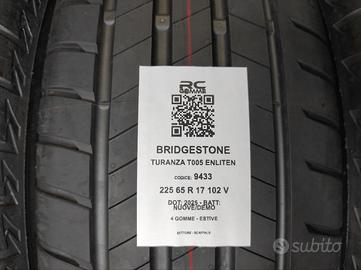 RC
GOMME
BRIDGESTONE
TURANZA T005 ENLITEN
CODICE: 9433
225 65 R 17 102 V
DOT: 2025 - BATT:
NUOVE/DEMO
4 GOMME - ESTIVE
subito